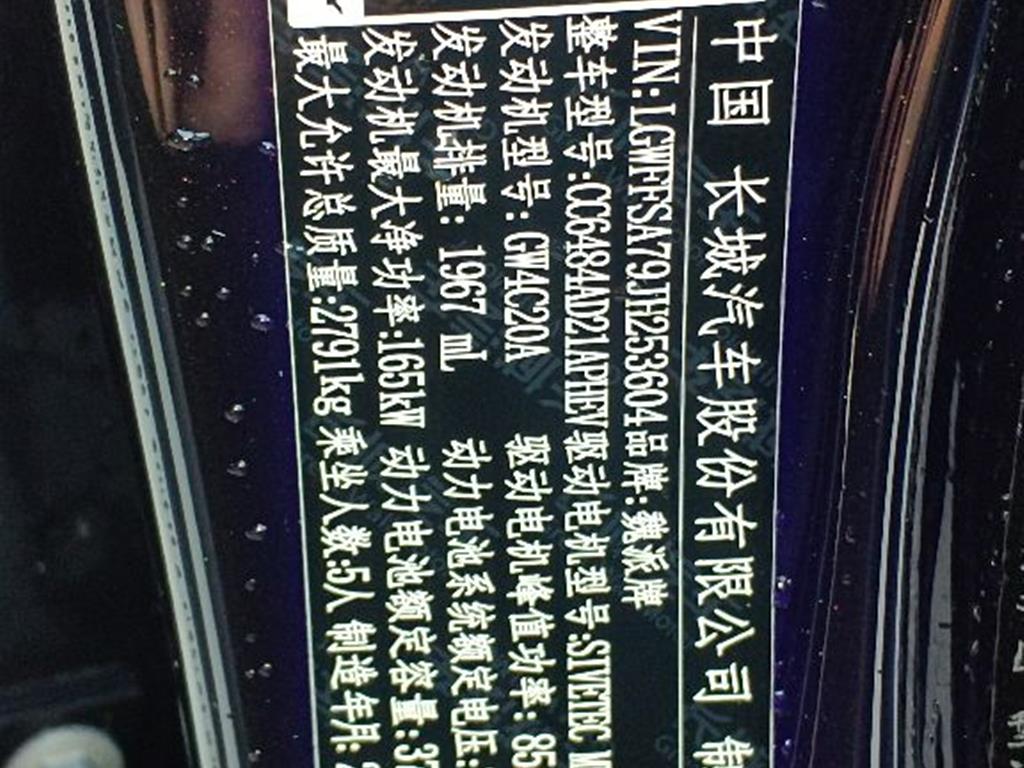 中国 长城汽车股份有限公司 制
VIN:LGWFFSA79JH253604 品牌:魏派牌
整车型号:CC6484AD21APHEV 驱动电机型号:SIVETEC M
发动机型号:GW4C20A 驱动电机峰值功率:85
发动机排量: 1967 mL 动力电池系统额定电压:
发动机最大净功率:165kW 动力电池额定容量:37
最大允许总质量:2791kg 乘坐人数:5人 制造年月: